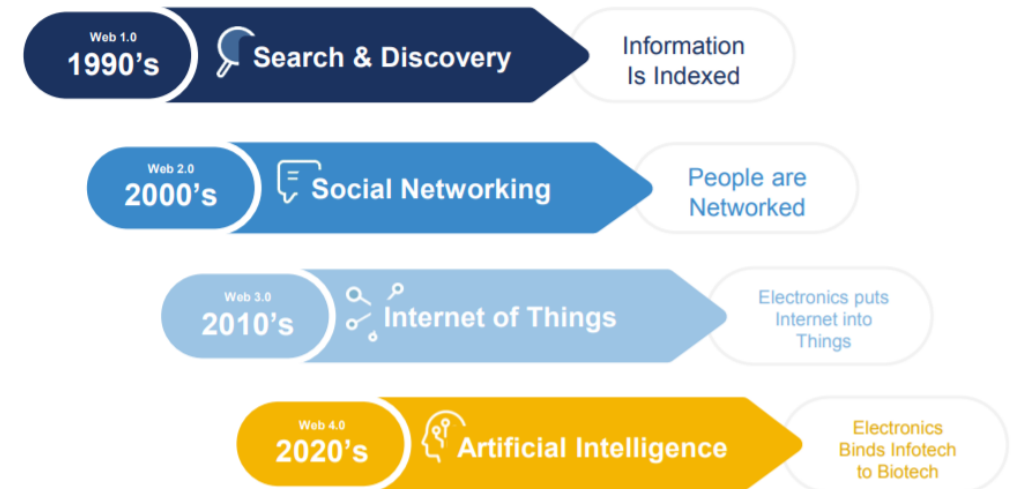 Web 1.0
1990's
Search & Discovery
Information
Is Indexed
Web 2.0
2000's
Social Networking
People are
Networked
Web 3.0
2010's
Internet of Things
Electronics puts
Internet into
Things
Web 4.0
2020's
Artificial Intelligence
Electronics
Binds Infotech
to Biotech